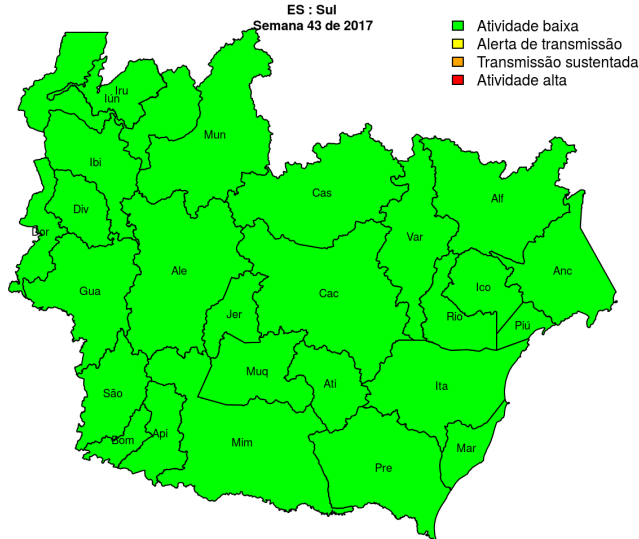 ES : Sul
Semana 43 de 2017
Atividade baixa
Alerta de transmissão
Transmissão sustentada
Atividade alta
Iru
Iún
Mun
Ibi
Cas
Alf
Div
Dor
Var
Ale
Anc
Gua
Cac
Ico
Jer
Rio
Piú
Muq
Ati
Ita
São
Bom
Api
Mim
Mar
Pre